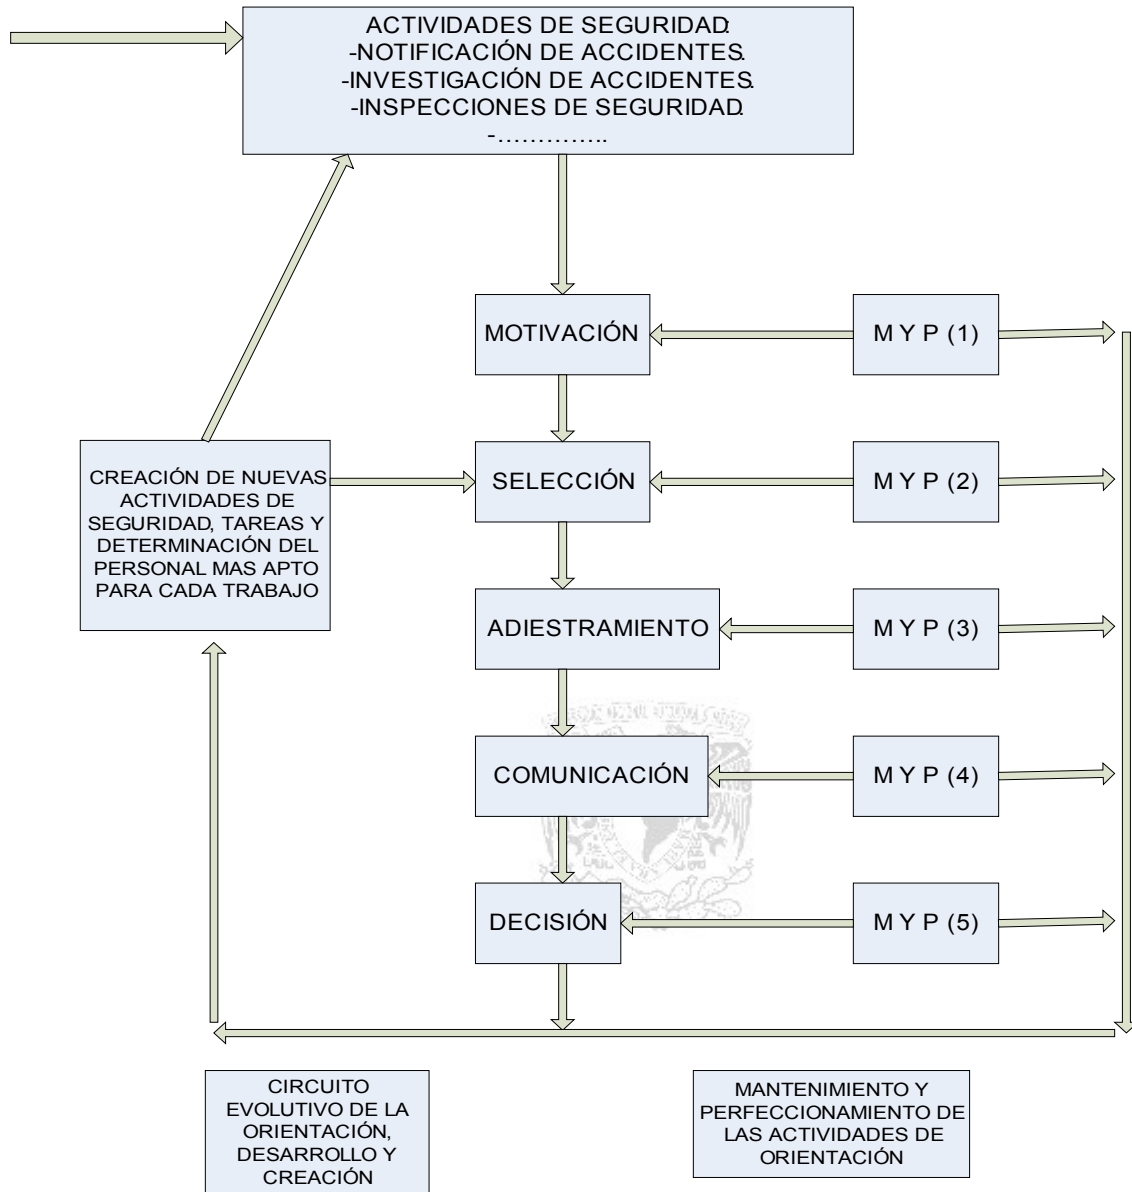 ACTIVIDADES DE SEGURIDAD:
-NOTIFICACIÓN DE ACCIDENTES.
-INVESTIGACIÓN DE ACCIDENTES.
-INSPECCIONES DE SEGURIDAD.
-…………..
MOTIVACIÓN
M Y P (1)
CREACIÓN DE NUEVAS
ACTIVIDADES DE
SEGURIDAD, TAREAS Y
DETERMINACIÓN DEL
PERSONAL MAS APTO
PARA CADA TRABAJO
SELECCIÓN
M Y P (2)
ADIESTRAMIENTO
M Y P (3)
COMUNICACIÓN
M Y P (4)
DECISIÓN
M Y P (5)
CIRCUITO
EVOLUTIVO DE LA
ORIENTACIÓN,
DESARROLLO Y
CREACIÓN
MANTENIMIENTO Y
PERFECCIONAMIENTO DE
LAS ACTIVIDADES DE
ORIENTACIÓN